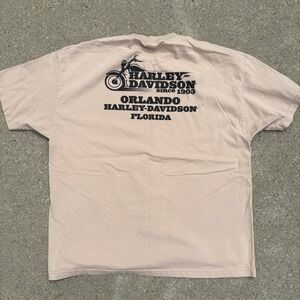 HARLEY-
DAVIDSON
since 1903
ORLANDO
HARLEY-DAVIDSON
FLORIDA